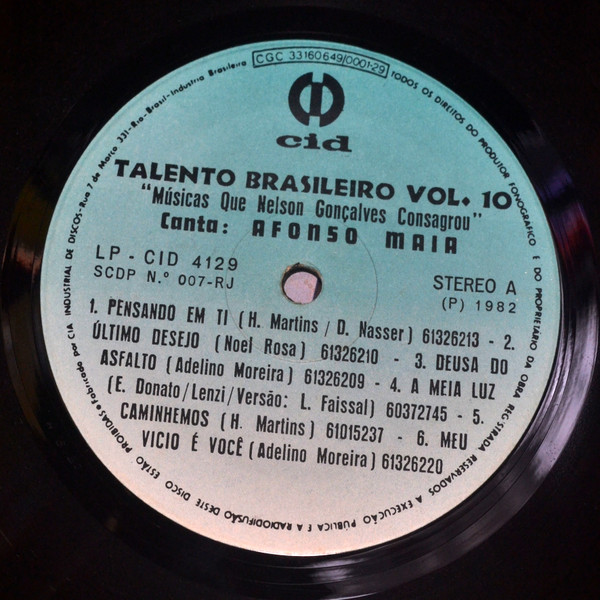 CGC 33160649/0001-29
cid
TALENTO BRASILEIRO VOL. 10
"Músicas Que Nelson Gonçalves Consagrou"
Canta: AFONSO MAIA
LP - CID 4129
SCDP N.º 007-RJ
STEREO A
(P) 1982
1. PENSANDO EM TI (H. Martins / D. Nasser) 61326213 - 2.
ÚLTIMO DESEJO (Noel Rosa) 61326210 - 3. DEUSA DO
ASFALTO (Adelino Moreira) 61326209 - 4. A MEIA LUZ
(E. Donato/Lenzi/Versão: L. Faissal) 60372745 - 5.
CAMINHEMOS (H. Martins) 61015237 - 6. MEU
VICIO É VOCÊ (Adelino Moreira) 61326220
TODOS OS DIREITOS DO PRODUTOR FONOGRÁFICO E DO PROPRIETÁRIO DA OBRA REGISTRADA RESERVADOS A EXECUÇÃO PÚBLICA E A RADIODIFUSÃO DESTE DISCO ESTÃO PROIBIDAS e Fabricado por CIA INDUSTRIAL DE DISCOS-Rua 7 de Março 331-Rio-Brasil-Industria Brasileira